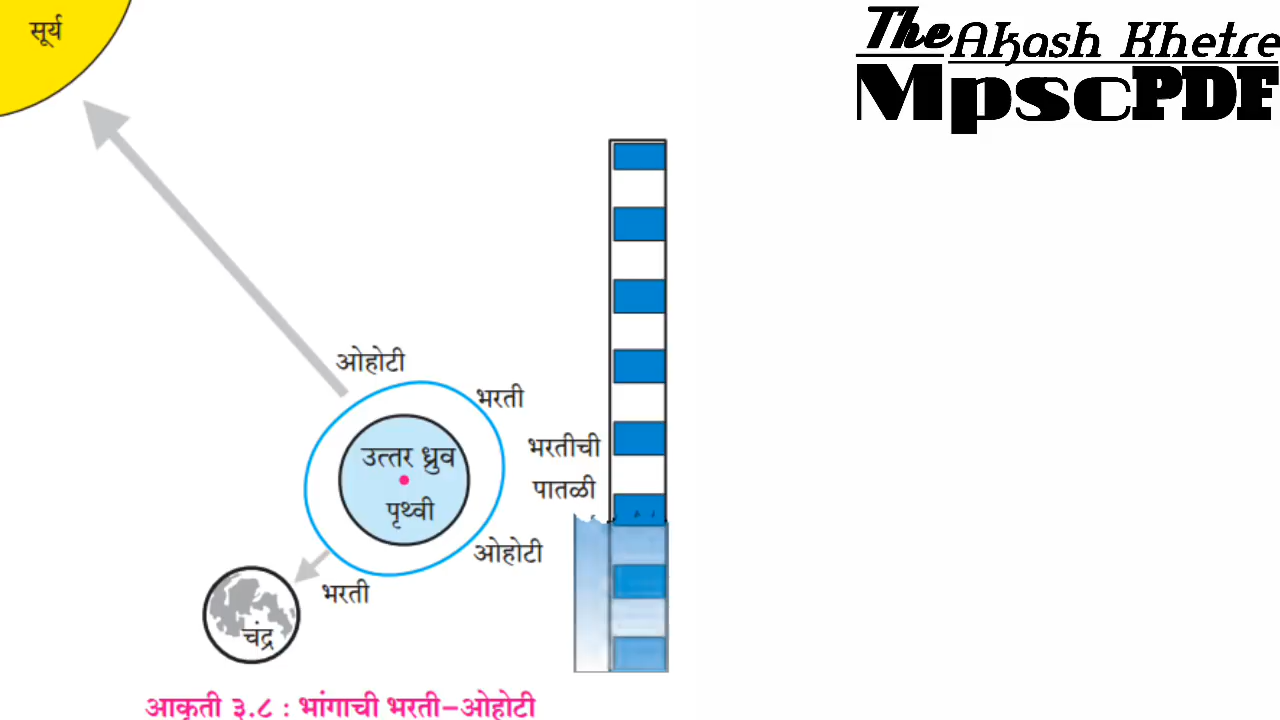 सूर्य
The Akash Khetre
MpscPDF
ओहोटी
भरती
उत्तर ध्रुव
पृथ्वी
भरतीची
पातळी
ओहोटी
भरती
चंद्र
आकृती ३.८ : भांगाची भरती-ओहोटी